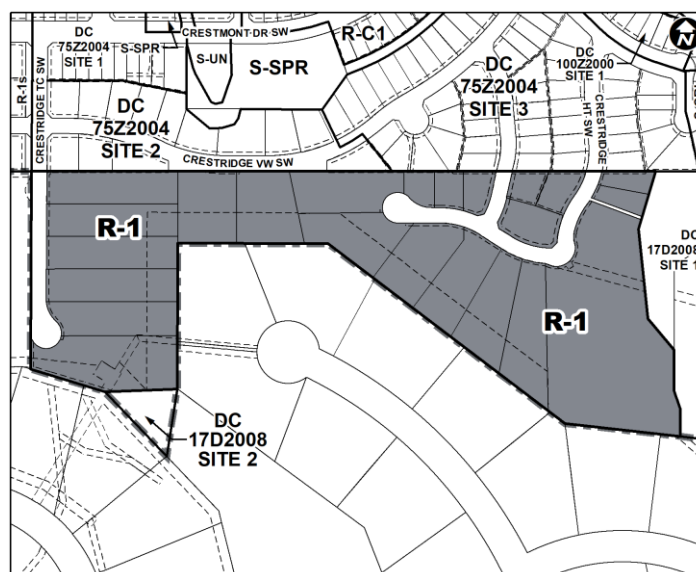 DC
75Z2004
SITE 1
S-SPR
CRESTMONT DR SW
R-C1
S-UN
S-SPR
DC
100Z2000
SITE 1
N
R-1s
CRESTRIDGE TC SW
DC
75Z2004
SITE 2
DC
75Z2004
SITE 3
CRESTRIDGE
HT SW
CRESTRIDGE VW SW
R-1
DC
17D2008
SITE 1
R-1
DC
17D2008
SITE 2